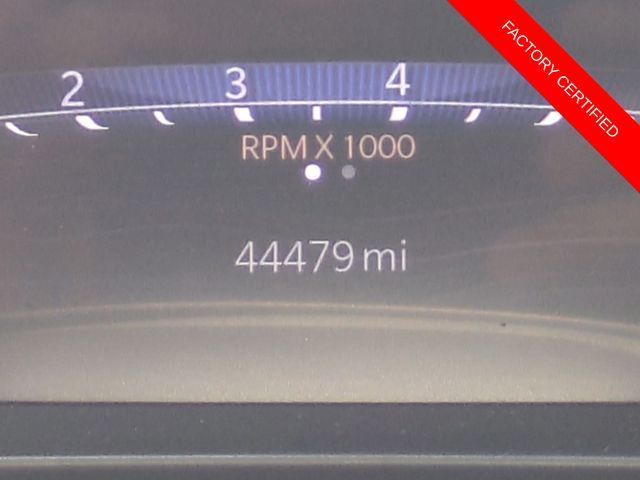 2 3 4
FACTORY CERTIFIED
RPM X 1000
44479 mi